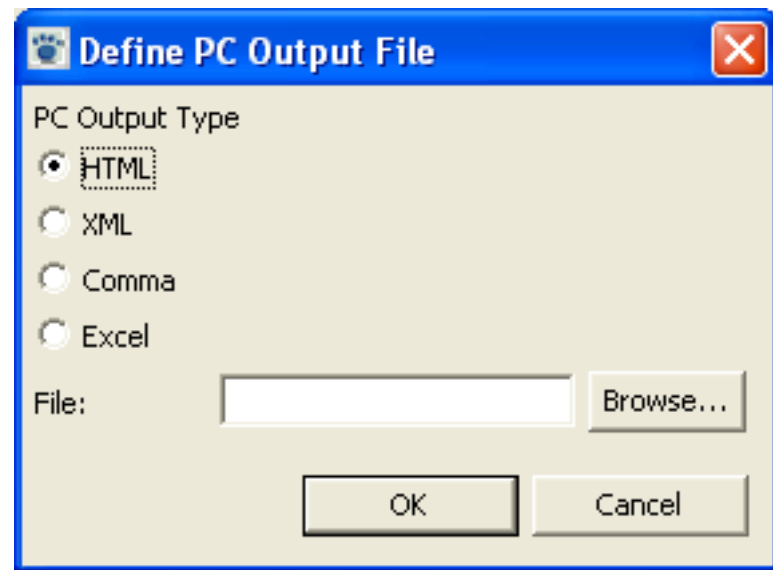 Define PC Output File
PC Output Type
HTML
XML
Comma
Excel
File:
Browse...
OK
Cancel